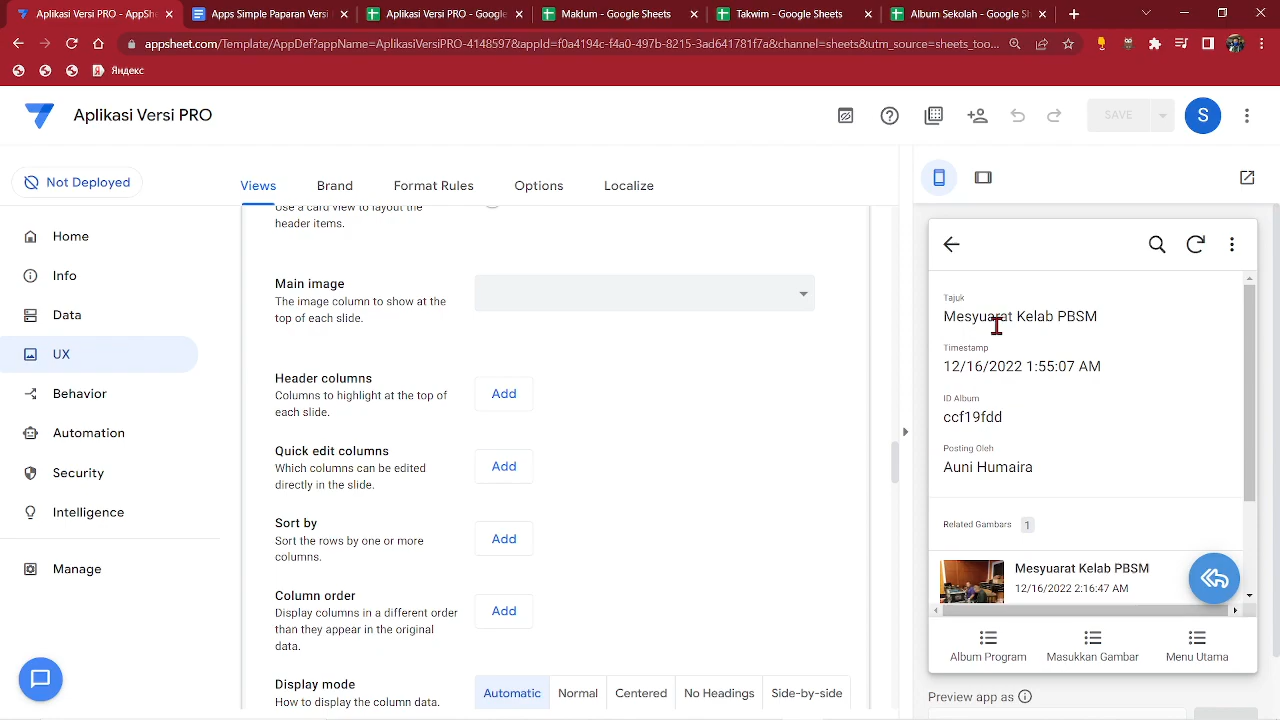 Aplikasi Versi PRO - AppShe
Apps Simple Paparan Versi
Aplikasi Versi PRO - Google
Maklum - Google Sheets
Takwim - Google Sheets
Album Sekolah - Google Sh
appsheet.com/Template/AppDef?appName=AplikasiVersiPRO-4148597&appId=f0a4194c-f4a0-497b-8215-3ad641781f7a&channel=sheets&utm_source=sheets_too...
Яндекс
Aplikasi Versi PRO
SAVE
S
Not Deployed
Views
Brand
Format Rules
Options
Localize
Home
Info
Data
UX
Behavior
Automation
Security
Intelligence
Manage
Use a card view to layout the
header items.
Main image
The image column to show at the
top of each slide.
Header columns
Columns to highlight at the top of
each slide.
Add
Quick edit columns
Which columns can be edited
directly in the slide.
Add
Sort by
Sort the rows by one or more
columns.
Add
Column order
Display columns in a different order
than they appear in the original
data.
Add
Display mode
How to display the column data.
Automatic
Normal
Centered
No Headings
Side-by-side
Tajuk
Mesyuarat Kelab PBSM
Timestamp
12/16/2022 1:55:07 AM
ID Album
ccf19fdd
Posting Oleh
Auni Humaira
Related Gambars 1
Mesyuarat Kelab PBSM
12/16/2022 2:16:47 AM
Album Program
Masukkan Gambar
Menu Utama
Preview app as